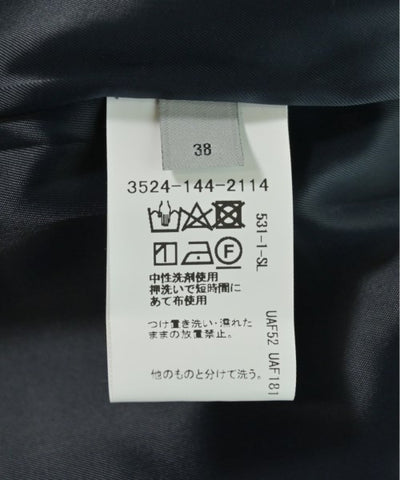 38
3524-144-2114
F
中性洗剤使用
押洗いで短時間に
あて布使用
つけ置き洗い・濡れた
ままの放置禁止。
他のものと分けて洗う。
531-1-SL
UAF52 UAF181